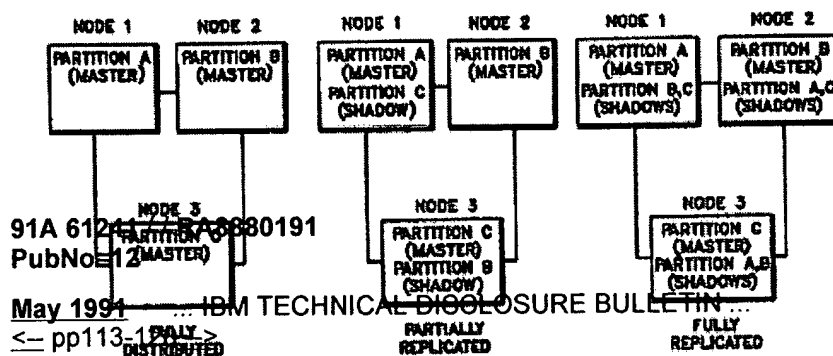 NODE 1
NODE 2
PARTITION A
(MASTER)
PARTITION B
(MASTER)
NODE 3
PARTITION
(MASTER)
FULLY
DISTRIBUTED
NODE 1
PARTITION A
(MASTER)
PARTITION C
(SHADOW)
PARTITION B
(MASTER)
NODE 3
PARTITION C
(MASTER)
PARTITION B
(SHADOW)
PARTIALLY
REPLICATED
NODE 1
NODE 2
PARTITION A
(MASTER)
PARTITION B,C
(SHADOWS)
PARTITION B
(MASTER)
PARTITION A,C
(SHADOWS)
NODE 3
PARTITION C
(MASTER)
PARTITION A,B
(SHADOWS)
FULLY
REPLICATED
91A 61241 // RA8880191
PubNo=12
May 1991 ... IBM TECHNICAL DISCLOSURE BULLETIN ...
<-- pp113-